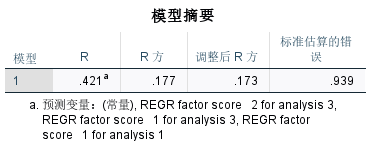 模型摘要
模型 R R 方 调整后 R 方 标准估算的错误
1 .421a .177 .173 .939
a. 预测变量：(常量), REGR factor score   2 for analysis 3,
REGR factor score   1 for analysis 3, REGR factor
score   1 for analysis 1